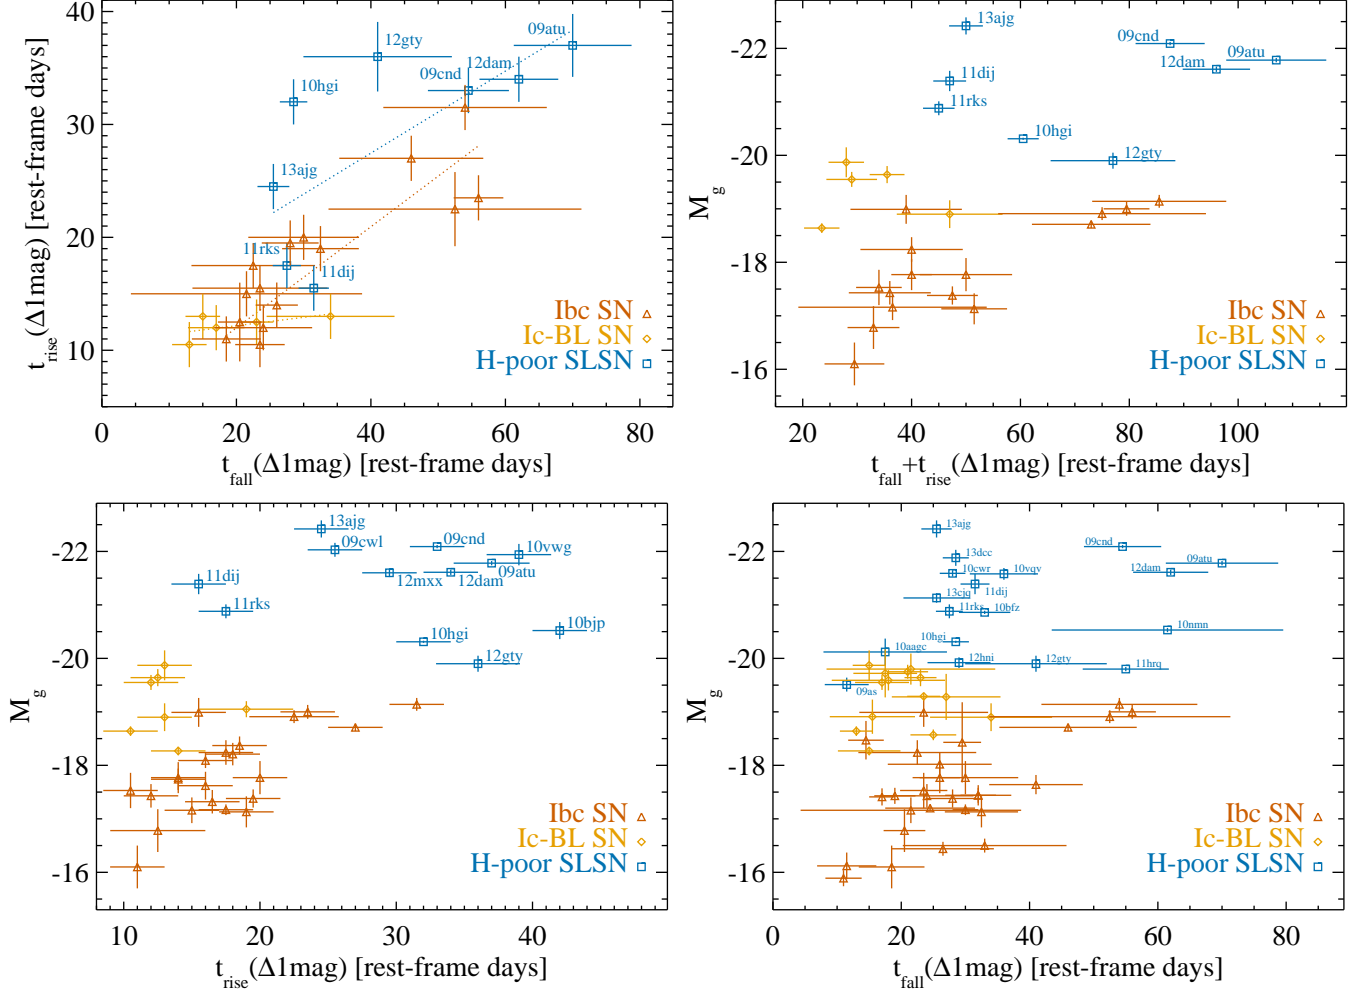 40
30
20
10
t_rise(Δ1mag) [rest-frame days]
12gty
09atu
09cnd
12dam
10hgi
13ajg
11rks
11dij
Ibc SN
Ic-BL SN
H-poor SLSN
0 20 40 60 80
t_fall(Δ1mag) [rest-frame days]
-22
-20
-18
-16
M_g
13ajg
09cnd
09atu
12dam
11dij
11rks
10hgi
12gty
Ibc SN
Ic-BL SN
H-poor SLSN
20 40 60 80 100
t_fall+t_rise(Δ1mag) [rest-frame days]
-22
-20
-18
-16
M_g
13ajg
09cwl
09cnd
10vwg
09atu
12mxx
12dam
11dij
11rks
10bjp
10hgi
12gty
Ibc SN
Ic-BL SN
H-poor SLSN
10 20 30 40
t_rise(Δ1mag) [rest-frame days]
-22
-20
-18
-16
M_g
13ajg
09cnd
13dcc
09atu
10cwr
10vqv
12dam
11dij
13cjq
11rks
10bfz
10nmn
10hgi
10aagc
12hni
12gty
11hrq
09as
Ibc SN
Ic-BL SN
H-poor SLSN
0 20 40 60 80
t_fall(Δ1mag) [rest-frame days]